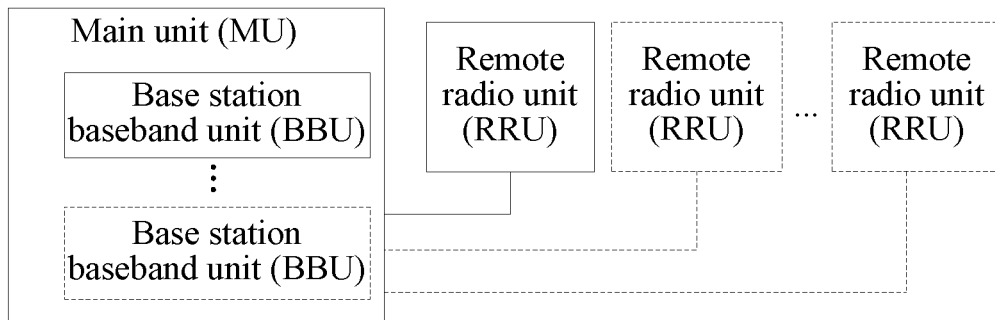 Main unit (MU)
Base station
baseband unit (BBU)
⋮
Base station
baseband unit (BBU)
Remote
radio unit
(RRU)
Remote
radio unit
(RRU)
...
Remote
radio unit
(RRU)